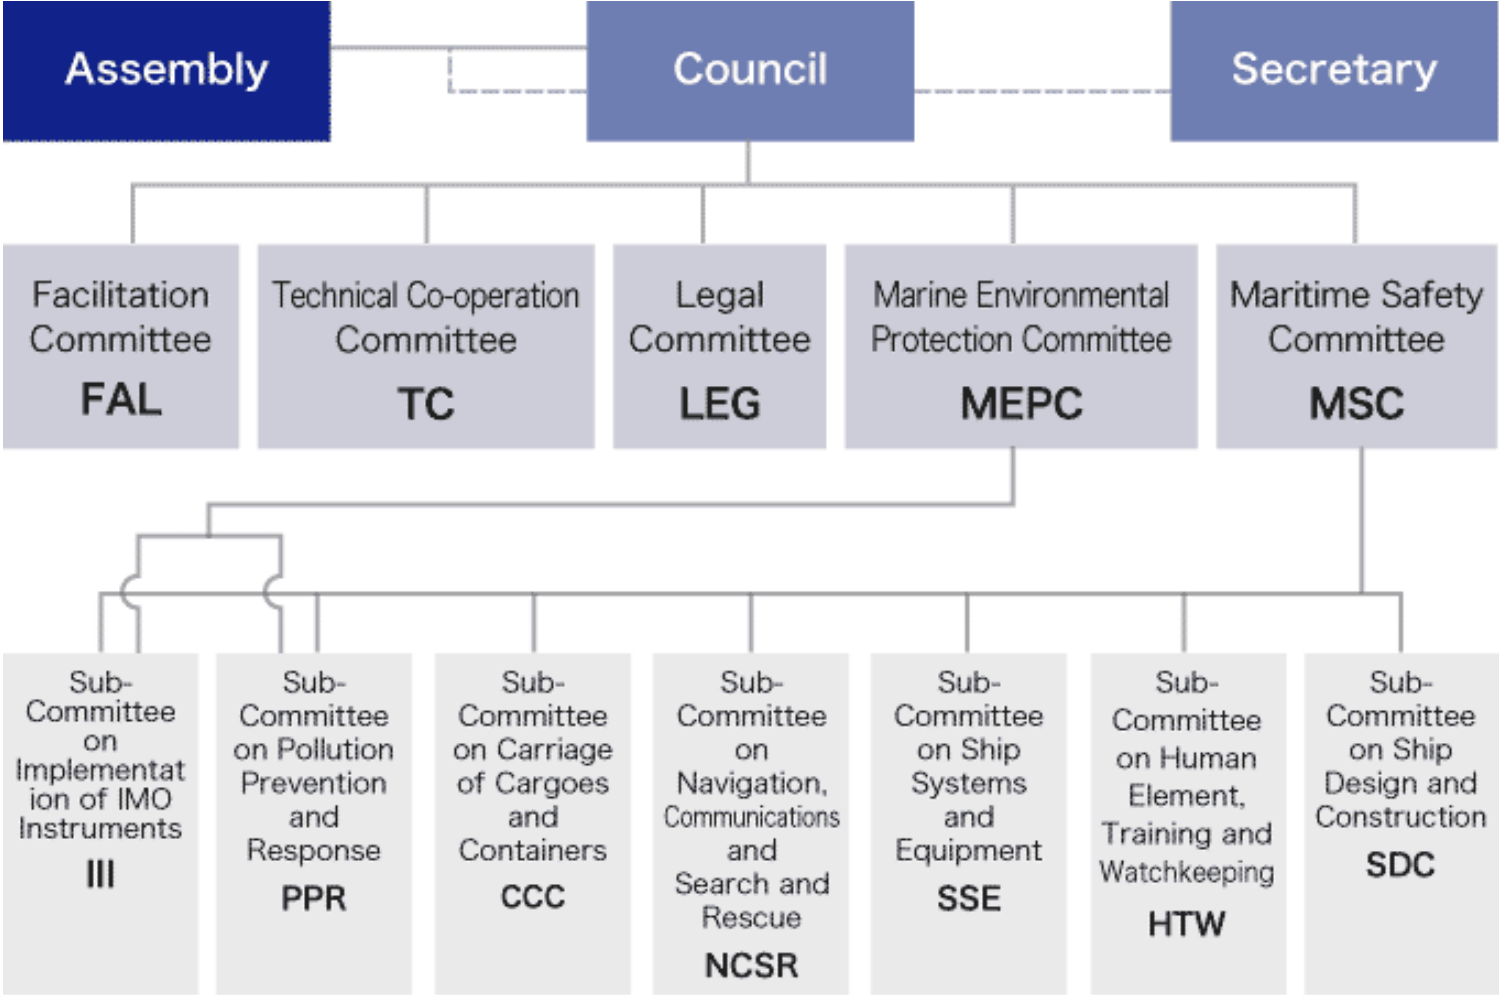 Assembly
Council
Secretary
Facilitation
Committee
FAL
Technical Co-operation
Committee
TC
Legal
Committee
LEG
Marine Environmental
Protection Committee
MEPC
Maritime Safety
Committee
MSC
Sub-
Committee
on
Implementat
ion of IMO
Instruments
III
Sub-
Committee
on Pollution
Prevention
and
Response
PPR
Sub-
Committee
on Carriage
of Cargoes
and
Containers
CCC
Sub-
Committee
on
Navigation,
Communications
and
Search and
Rescue
NCSR
Sub-
Committee
on Ship
Systems
and
Equipment
SSE
Sub-
Committee
on Human
Element,
Training and
Watchkeeping
HTW
Sub-
Committee
on Ship
Design and
Construction
SDC